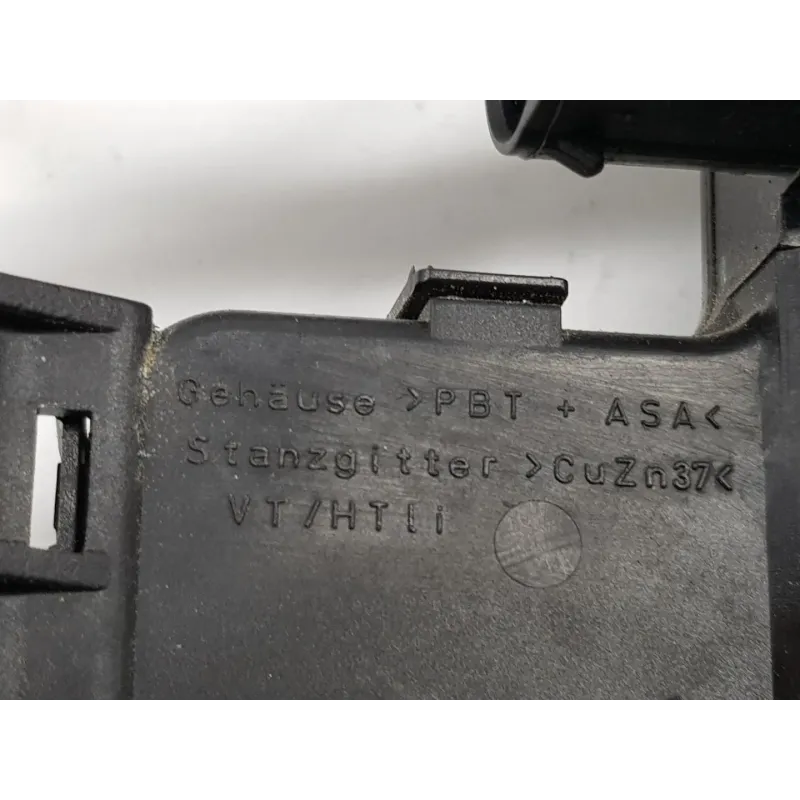 Gehäuse >PBT + ASA<
Stanzgitter >CuZn37<
VT/HTli